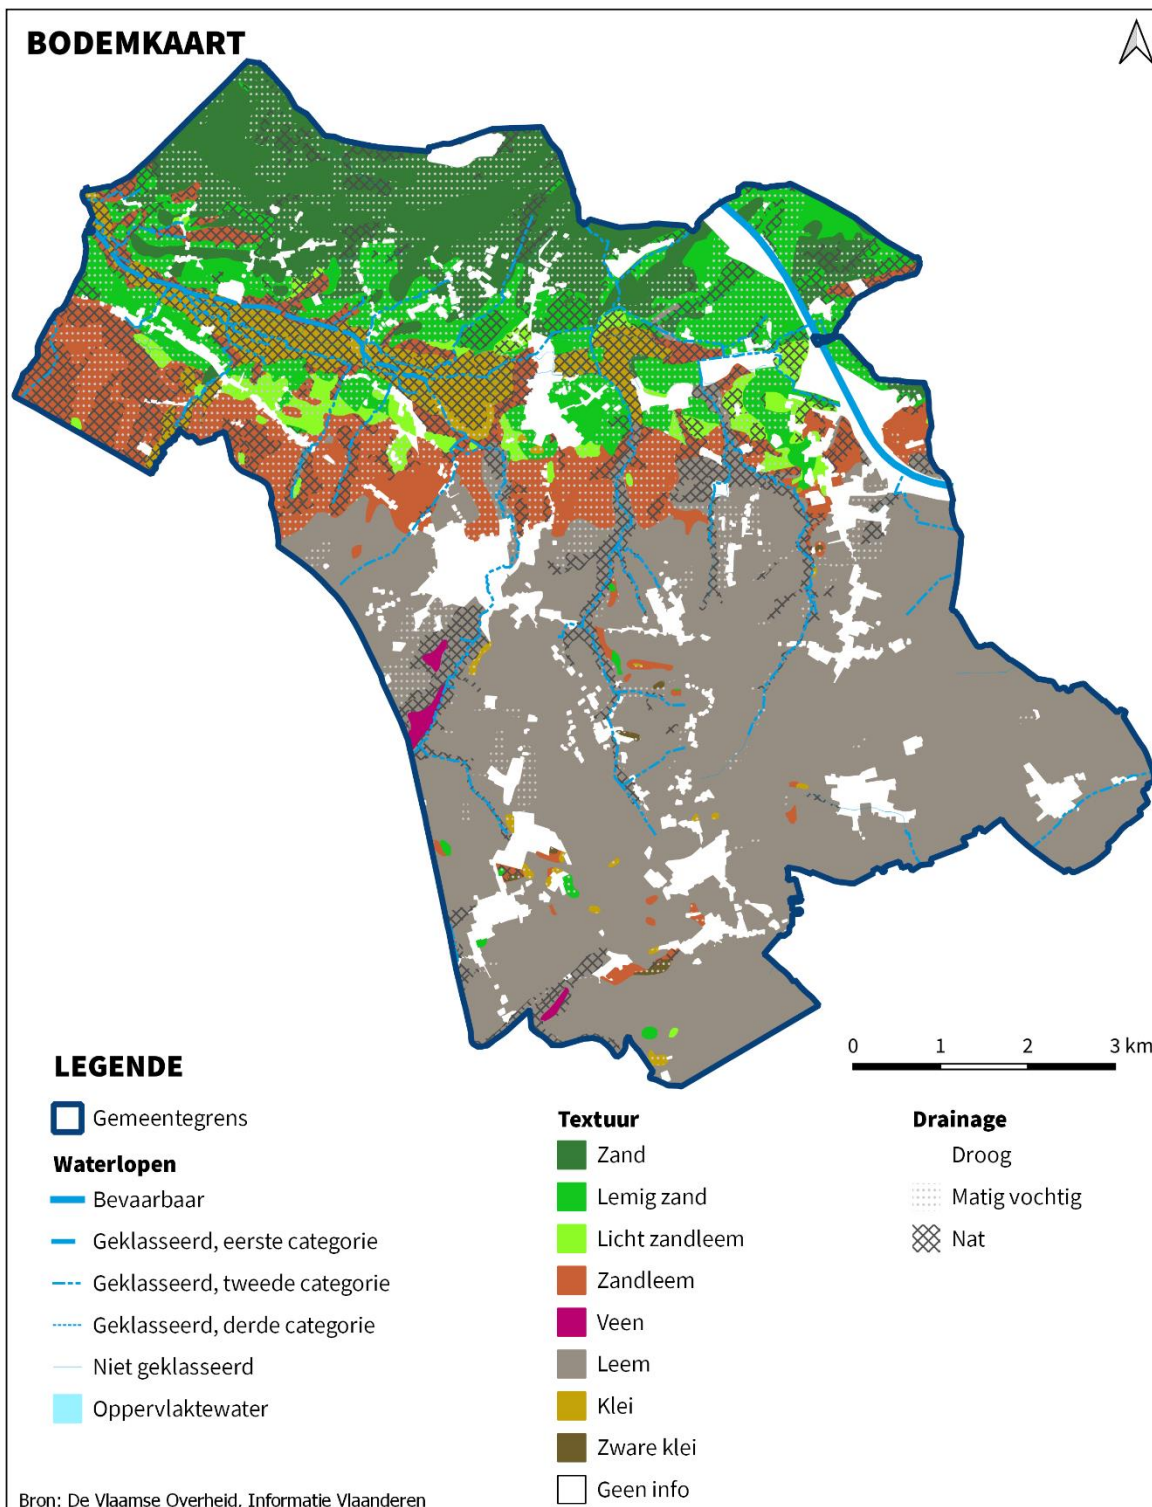 BODEMKAART
0 1 2 3 km
LEGENDE
Gemeentegrens
Waterlopen
Bevaarbaar
Geklasseerd, eerste categorie
Geklasseerd, tweede categorie
Geklasseerd, derde categorie
Niet geklasseerd
Oppervlaktewater
Textuur
Zand
Lemig zand
Licht zandleem
Zandleem
Veen
Leem
Klei
Zware klei
Geen info
Drainage
Droog
Matig vochtig
Nat
Bron: De Vlaamse Overheid, Informatie Vlaanderen